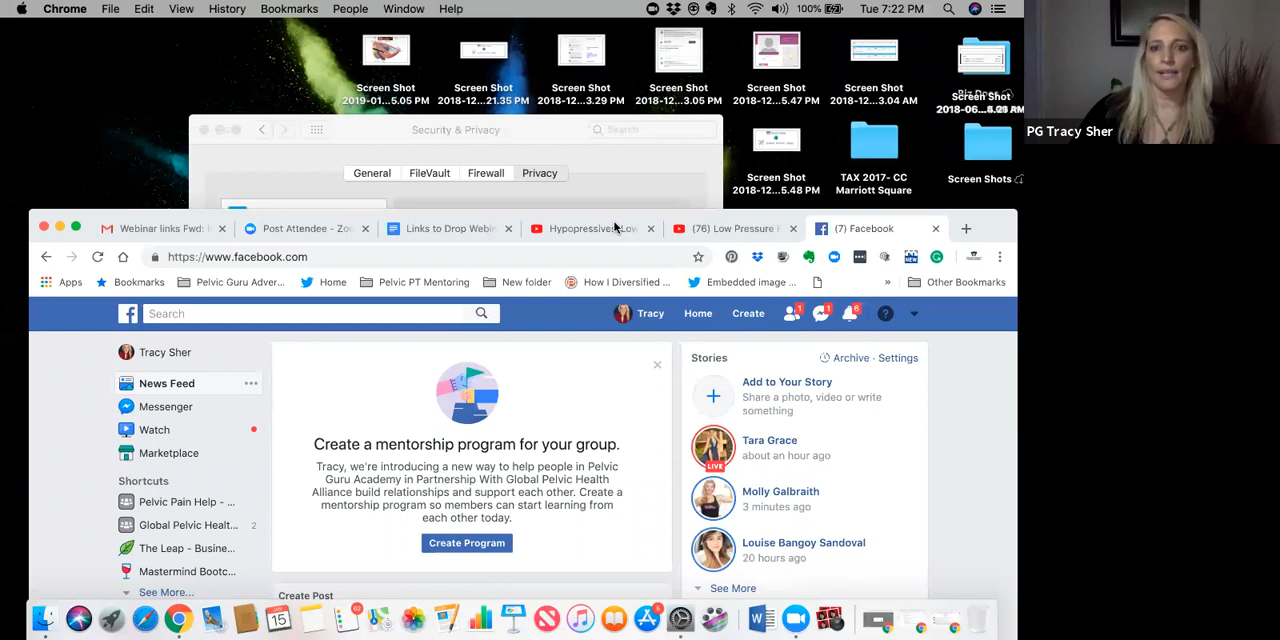 Chrome File Edit View History Bookmarks People Window Help 100% Tue 7:22 PM
Screen Shot 2019-01...5.05 PM
Screen Shot 2018-12...21.35 PM
Screen Shot 2018-12...3.29 PM
Screen Shot 2018-12...3.05 PM
Screen Shot 2018-12...5.47 PM
Screen Shot 2018-12...3.04 AM
Screen Shot
PG Tracy Sher
Security & Privacy Search
General FileVault Firewall Privacy
Screen Shot 2018-12...5.48 PM
TAX 2017- CC Marriott Square
Screen Shots
Webinar links Fwd:
Post Attendee - Zoo
Links to Drop Webin
Hypopressives
(76) Low Pressure
(7) Facebook
https://www.facebook.com
Apps Bookmarks Pelvic Guru Adver... Home Pelvic PT Mentoring New folder How I Diversified ... Embedded image ... » Other Bookmarks
Search Tracy Home Create 1 1 6
Tracy Sher
News Feed
Messenger
Watch
Marketplace
Shortcuts
Pelvic Pain Help - ...
Global Pelvic Healt... 2
The Leap - Busine...
Mastermind Bootc...
See More...
Create a mentorship program for your group.
Tracy, we're introducing a new way to help people in Pelvic
Guru Academy in Partnership With Global Pelvic Health
Alliance build relationships and support each other. Create a
mentorship program so members can start learning from
each other today.
Create Program
Create Post
Stories Archive · Settings
Add to Your Story
Share a photo, video or write
something
Tara Grace
about an hour ago
LIVE
Molly Galbraith
3 minutes ago
Louise Bangoy Sandoval
20 hours ago
See More
JAN
15